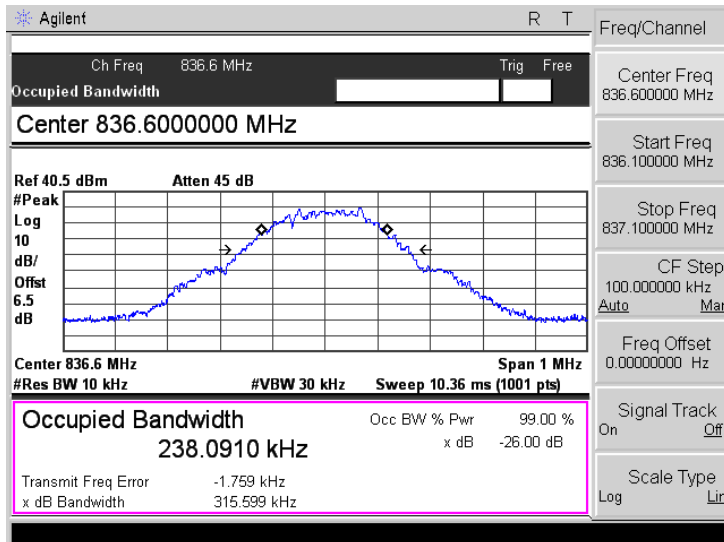 Agilent R T
Freq/Channel
Ch Freq 836.6 MHz Trig Free
Occupied Bandwidth
Center 836.6000000 MHz
Center Freq
836.600000 MHz
Start Freq
836.100000 MHz
Stop Freq
837.100000 MHz
CF Step
100.000000 kHz
Auto Man
Freq Offset
0.00000000 Hz
Signal Track
On Off
Scale Type
Log Lin
Ref 40.5 dBm Atten 45 dB
#Peak
Log
10
dB/
Offst
6.5
dB
Center 836.6 MHz Span 1 MHz
#Res BW 10 kHz #VBW 30 kHz Sweep 10.36 ms (1001 pts)
Occupied Bandwidth Occ BW % Pwr 99.00 %
238.0910 kHz x dB -26.00 dB
Transmit Freq Error -1.759 kHz
x dB Bandwidth 315.599 kHz